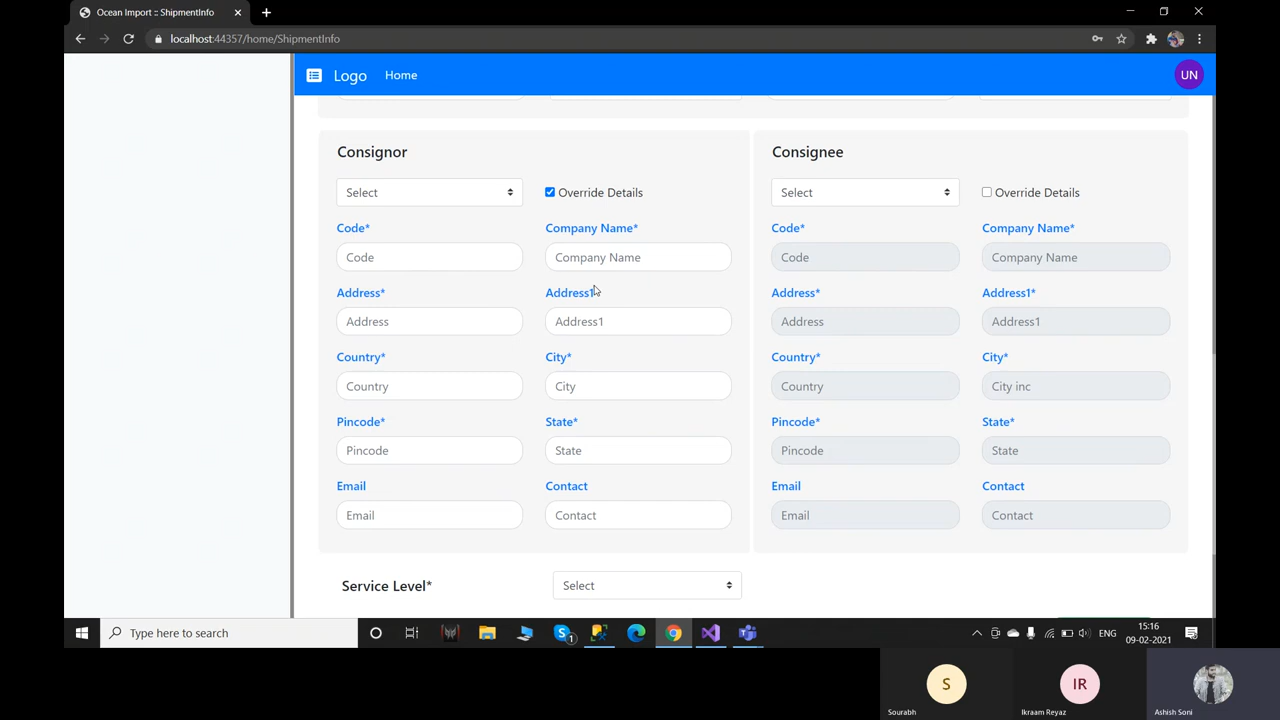 Ocean Import :: ShipmentInfo
localhost:44357/home/ShipmentInfo
Logo
Home
UN
Consignor
Consignee
Select
Override Details
Select
Override Details
Code*
Company Name*
Code*
Company Name*
Code
Company Name
Code
Company Name
Address*
Address1*
Address*
Address1*
Address
Address1
Address
Address1
Country*
City*
Country*
City*
Country
City
Country
City inc
Pincode*
State*
Pincode*
State*
Pincode
State
Pincode
State
Email
Contact
Email
Contact
Email
Contact
Email
Contact
Service Level*
Select
Type here to search
1
ENG
15:16
09-02-2021
S
IR
Sourabh
Ikraam Reyaz
Ashish Soni